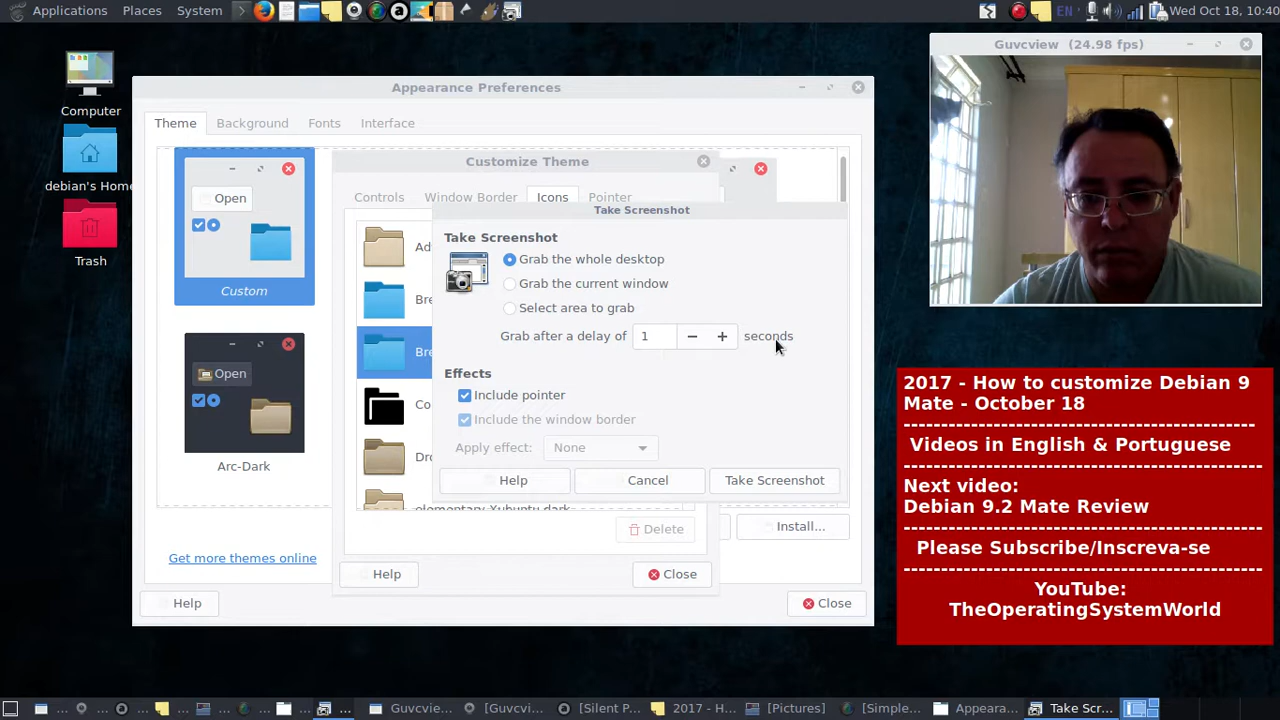 Applications Places System
EN Wed Oct 18, 10:40
Guvcview (24.98 fps)
Computer
debian's Home
Trash
Appearance Preferences
Theme Background Fonts Interface
Open
Custom
Open
Arc-Dark
Get more themes online
Help
Close
Install...
Customize Theme
Controls Window Border Icons Pointer
Delete
Help
Close
Take Screenshot
Take Screenshot
Grab the whole desktop
Grab the current window
Select area to grab
Grab after a delay of 1 seconds
Effects
Include pointer
Include the window border
Apply effect: None
Help Cancel Take Screenshot
2017 - How to customize Debian 9
Mate - October 18
-----------------------------------------
Videos in English & Portuguese
------------------------------------------
Next video:
Debian 9.2 Mate Review
------------------------------------------
Please Subscribe/Inscreva-se
------------------------------------------
YouTube:
TheOperatingSystemWorld
... ... ... ... ... ... ... ... Guvcvie... [Guvcvi... [Silent P... 2017 - H... [Pictures] [Simple... Appeara... Take Scr...